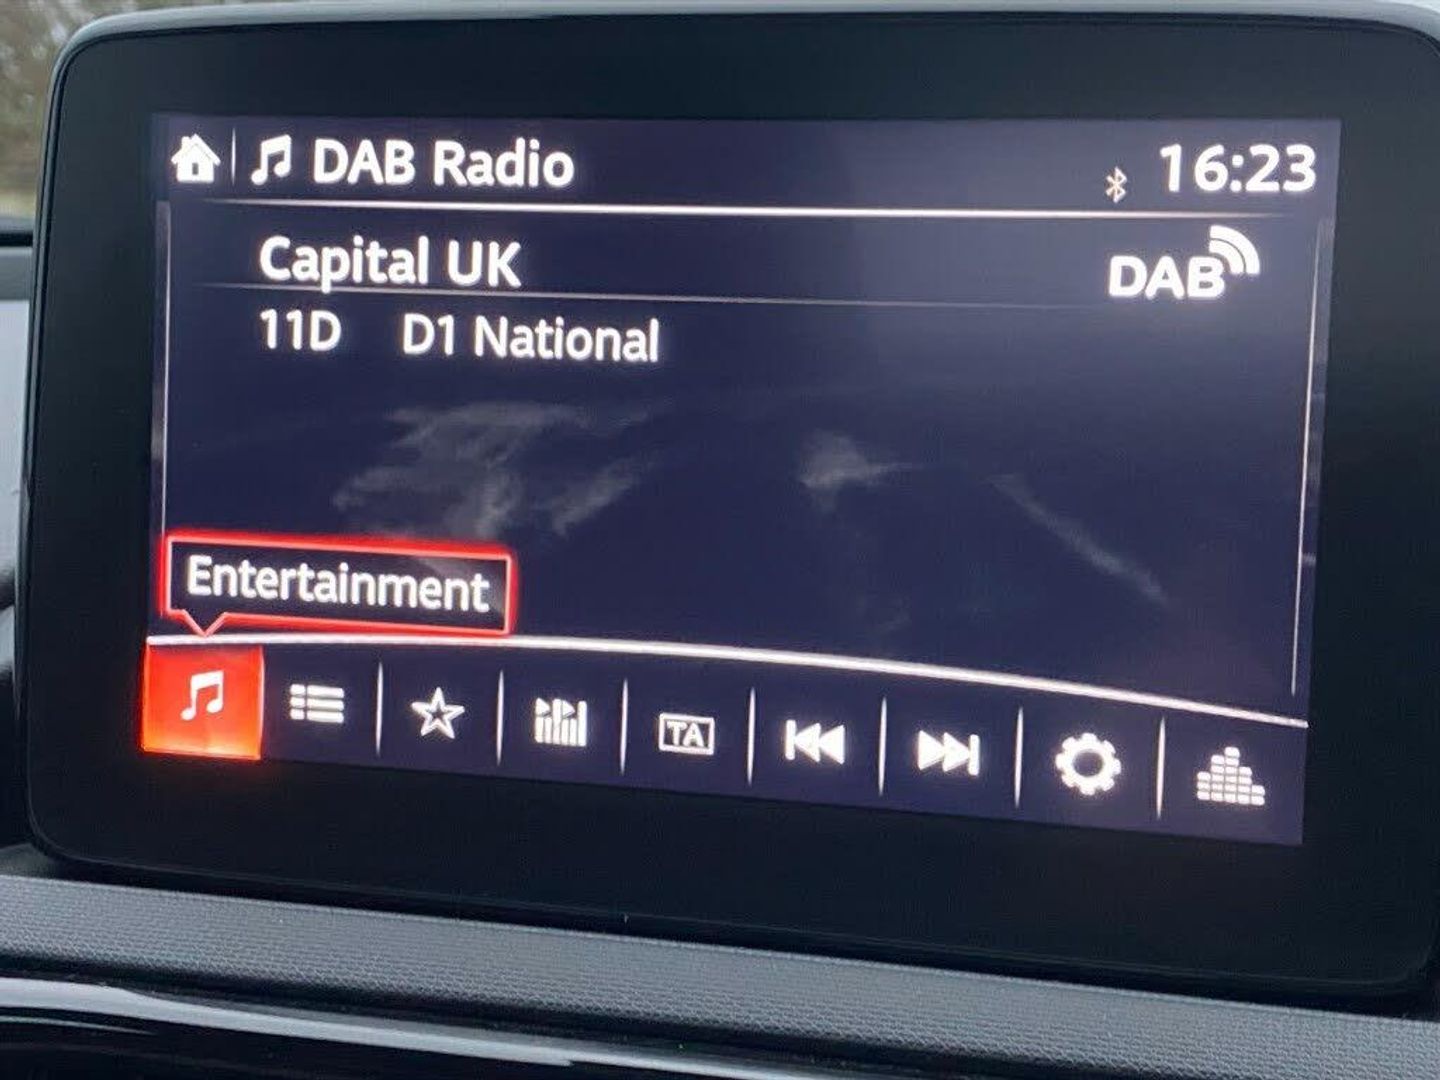 DAB Radio 16:23
Capital UK DAB
11D D1 National
Entertainment
TA